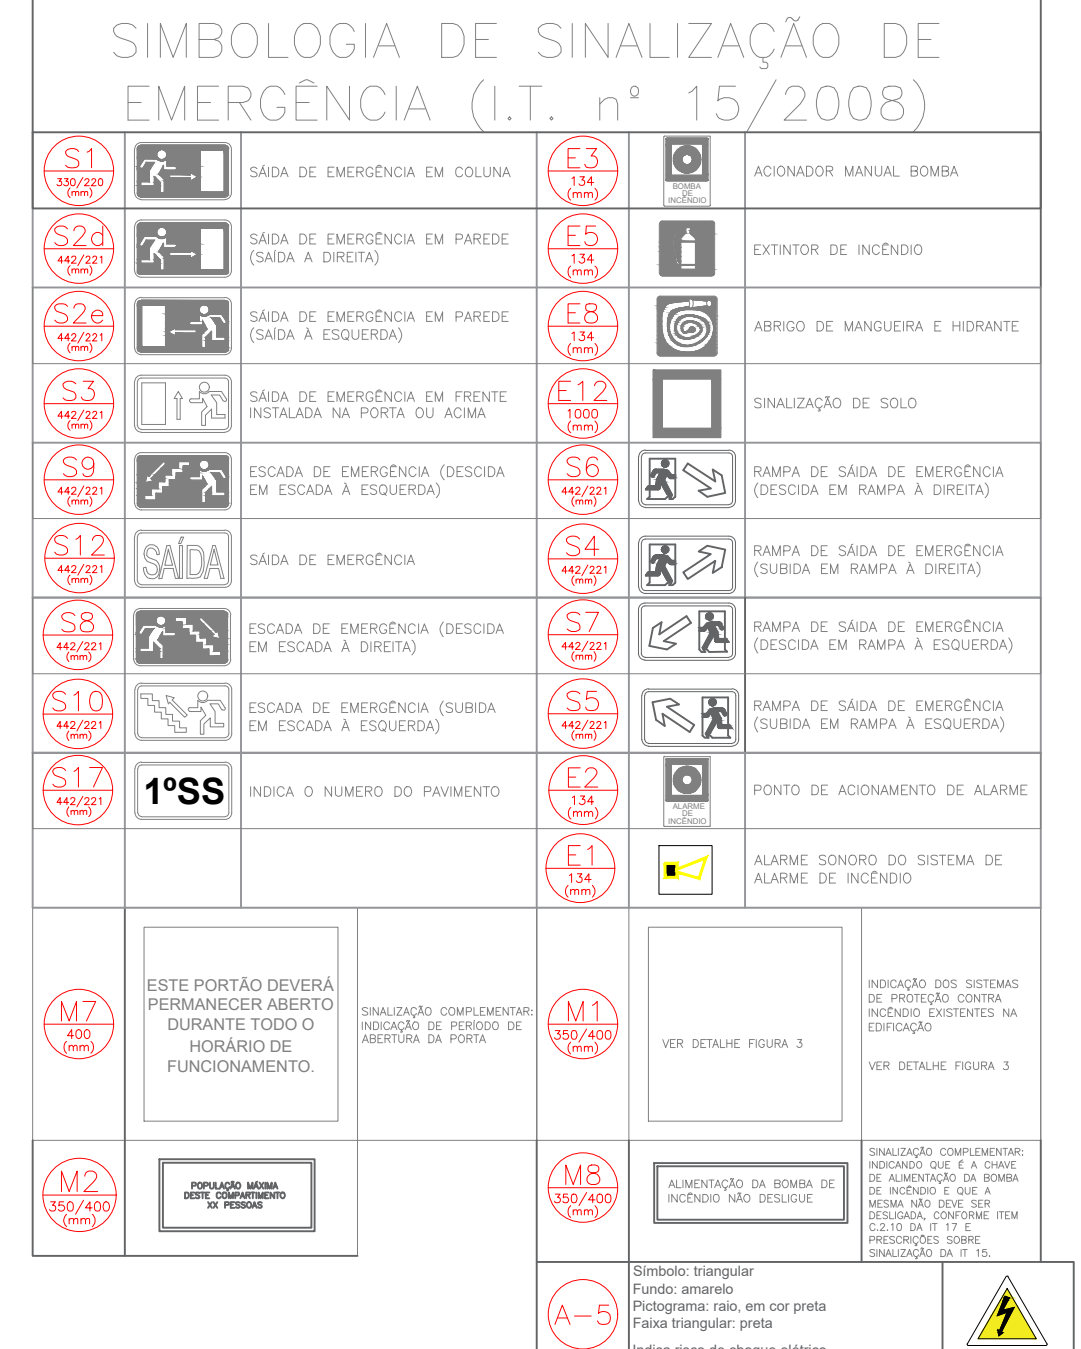 SIMBOLOGIA DE SINALIZAÇÃO DE
EMERGÊNCIA (I.T. nº 15/2008)
S1
330/220
(mm)
SÁIDA DE EMERGÊNCIA EM COLUNA
E3
134
(mm)
BOMBA
DE
INCÊNDIO
ACIONADOR MANUAL BOMBA
S2d
442/221
(mm)
SÁIDA DE EMERGÊNCIA EM PAREDE
(SAÍDA A DIREITA)
E5
134
(mm)
EXTINTOR DE INCÊNDIO
S2e
442/221
(mm)
SÁIDA DE EMERGÊNCIA EM PAREDE
(SAÍDA À ESQUERDA)
E8
134
(mm)
ABRIGO DE MANGUEIRA E HIDRANTE
S3
442/221
(mm)
SÁIDA DE EMERGÊNCIA EM FRENTE
INSTALADA NA PORTA OU ACIMA
E12
1000
(mm)
SINALIZAÇÃO DE SOLO
S9
442/221
(mm)
ESCADA DE EMERGÊNCIA (DESCIDA
EM ESCADA À ESQUERDA)
S6
442/221
(mm)
RAMPA DE SÁIDA DE EMERGÊNCIA
(DESCIDA EM RAMPA À DIREITA)
S12
442/221
(mm)
SAÍDA
SÁIDA DE EMERGÊNCIA
S4
442/221
(mm)
RAMPA DE SÁIDA DE EMERGÊNCIA
(SUBIDA EM RAMPA À DIREITA)
S8
442/221
(mm)
ESCADA DE EMERGÊNCIA (DESCIDA
EM ESCADA À DIREITA)
S7
442/221
(mm)
RAMPA DE SÁIDA DE EMERGÊNCIA
(DESCIDA EM RAMPA À ESQUERDA)
S10
442/221
(mm)
ESCADA DE EMERGÊNCIA (SUBIDA
EM ESCADA À ESQUERDA)
S5
442/221
(mm)
RAMPA DE SÁIDA DE EMERGÊNCIA
(SUBIDA EM RAMPA À ESQUERDA)
S17
442/221
(mm)
1ºSS
INDICA O NUMERO DO PAVIMENTO
E2
134
(mm)
ALARME
DE
INCÊNDIO
PONTO DE ACIONAMENTO DE ALARME
E1
134
(mm)
ALARME SONORO DO SISTEMA DE
ALARME DE INCÊNDIO
M7
400
(mm)
ESTE PORTÃO DEVERÁ
PERMANECER ABERTO
DURANTE TODO O
HORÁRIO DE
FUNCIONAMENTO.
SINALIZAÇÃO COMPLEMENTAR:
INDICAÇÃO DE PERÍODO DE
ABERTURA DA PORTA
M1
350/400
(mm)
VER DETALHE FIGURA 3
INDICAÇÃO DOS SISTEMAS
DE PROTEÇÃO CONTRA
INCÊNDIO EXISTENTES NA
EDIFICAÇÃO
VER DETALHE FIGURA 3
M2
350/400
(mm)
POPULAÇÃO MÁXIMA
DESTE COMPARTIMENTO
XX PESSOAS
M8
350/400
(mm)
ALIMENTAÇÃO DA BOMBA DE
INCÊNDIO NÃO DESLIGUE
SINALIZAÇÃO COMPLEMENTAR:
INDICANDO QUE É A CHAVE
DE ALIMENTAÇÃO DA BOMBA
DE INCÊNDIO E QUE A
MESMA NÃO DEVE SER
DESLIGADA, CONFORME ITEM
C.2.10 DA IT 17 E
PRESCRIÇÕES SOBRE
SINALIZAÇÃO DA IT 15.
A-5
Símbolo: triangular
Fundo: amarelo
Pictograma: raio, em cor preta
Faixa triangular: preta
Indica risco de choque elétrico